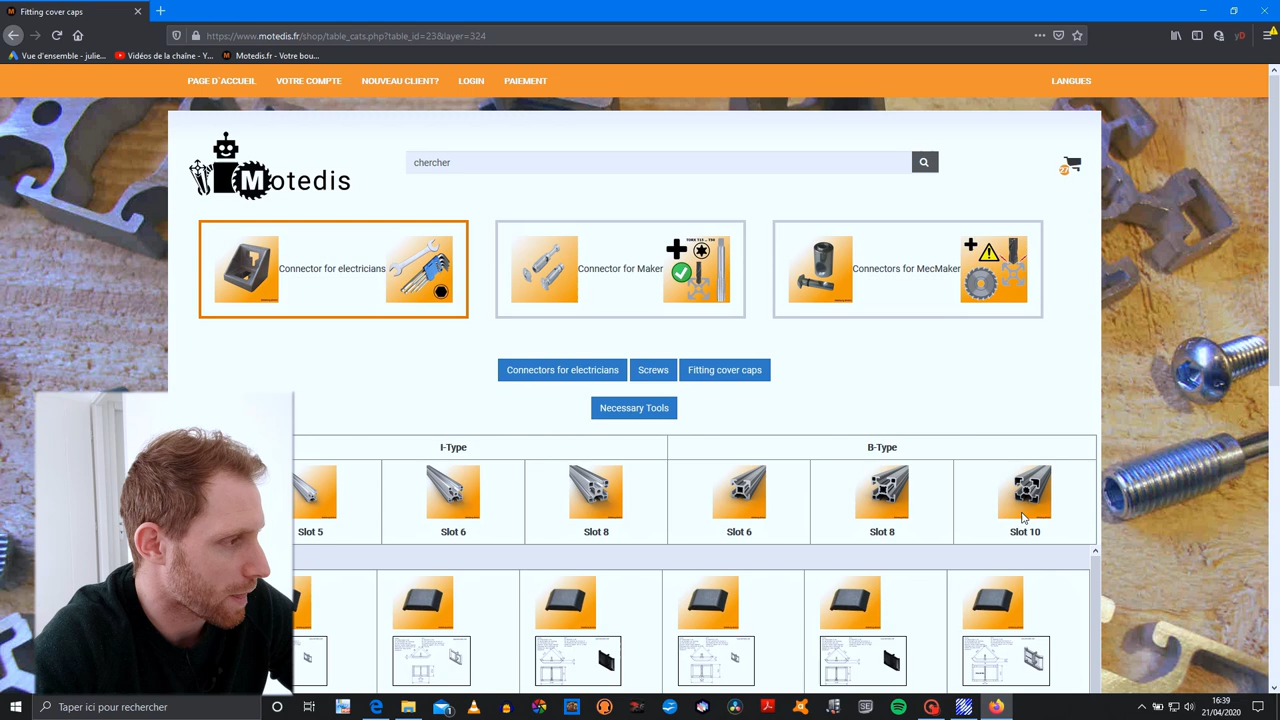 Fitting cover caps
https://www.motedis.fr/shop/table_cats.php?table_id=23&layer=324
Vue d'ensemble - julie...
Vidéos de la chaîne - Y...
Motedis.fr - Votre bou...
PAGE D'ACCUEIL VOTRE COMPTE NOUVEAU CLIENT? LOGIN PAIEMENT LANGUES
Motedis
chercher
27
Connector for electricians
Connector for Maker
Connectors for MecMaker
Connectors for electricians Screws Fitting cover caps
Necessary Tools
I-Type B-Type
Slot 5 Slot 6 Slot 8 Slot 6 Slot 8 Slot 10
Taper ici pour rechercher
16:39
21/04/2020